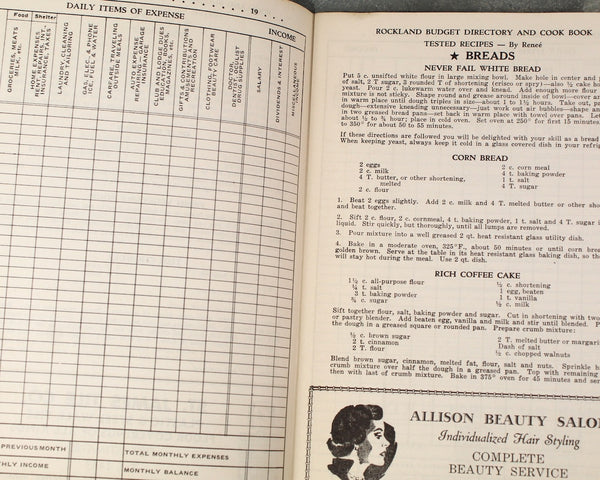 DAILY ITEMS OF EXPENSE
19
INCOME
Food
Shelter
GROCERIES, MEATS
MILK, etc.
HOME EXPENSES
RENT, REPAIRS, INT.,
INSURANCE, TAXES
LAUNDRY, CLEANING
AND TAILORING
GAS, ELEC., & PHONE
ICE, FUEL & WATER
CARFARE, TRAVELING
OUTSIDE MEALS
AUTO EXPENSE
REPAIRS, GAS, GARAGE
INSURANCE
CLUB AND LODGE DUES
EDUCATION, BOOKS,
MAGAZINES, etc.
GIFTS, CONTRIBUTIONS
ENTERTAINMENTS AND
RECREATION
CLOTHING, FOOTWEAR
BEAUTY CARE
DOCTOR,
DENTIST, OCULIST
DRUG SUPPLIES
SALARY
DIVIDENDS & INTEREST
MISCELLANEOUS
PREVIOUS MONTH
TOTAL MONTHLY EXPENSES
THLY INCOME
MONTHLY BALANCE
ROCKLAND BUDGET DIRECTORY AND COOK BOOK
TESTED RECIPES — By Reneé
★ BREADS
NEVER FAIL WHITE BREAD
Put 5 c. unsifted white flour in large mixing bowl. Make hole in center and
of salt, 2 T sugar, 3 rounded T of shortening (crisco or spry)—also ½ cake
yeast. Pour 2 c. lukewarm water over and knead. Add enough more flour
mixture is not sticky. Shape round and grease around inside of bowl—cover
in warm place until dough triples in size—about 1 to 1½ hours. Take out,
dough—extensive kneading unnecessary—just work out air bubbles—shape and
in two greased bread pans—set back in warm place with towel over pans. Let
about ½ to ¾ hour; place in cold oven. Set oven at 250° for first 15 minutes
to 350° for about 50 to 55 minutes.
If these directions are followed you will be delighted with your skill as a bread
When keeping yeast, always keep it cold in a glass covered dish in your refrig
CORN BREAD
2 eggs
2 c. milk
4 T. butter, or other shortening,
melted
2 c. flour
2 c. corn meal
4 t. baking powder
1 t. salt
4 T. sugar
1. Beat 2 eggs slightly. Add 2 c. milk and 4 T. melted butter or other sho
and beat together.
2. Sift 2 c. flour, 2 c. cornmeal, 4 t. baking powder, 1 t. salt and 4 T. sugar
liquid. Stir quickly, but thoroughly, until all lumps are removed.
3. Pour mixture into a well greased 2 qt. heat resistant glass utility dish.
4. Bake in a moderate oven, 325°F., about 50 minutes or until corn
golden brown. Serve at the table in its heat resistant glass baking dish, so the
will stay hot during the meal. Use 2 qt. dish.
RICH COFFEE CAKE
1½ c. all-purpose flour
¼ t. salt
3 t. baking powder
¾ c. sugar
½ c. shortening
1 egg, beaten
1 t. vanilla
½ c. milk
Sift together flour, salt, baking powder and sugar. Cut in shortening with two
or pastry blender. Add beaten egg, vanilla and milk and stir until blended.
the dough in a greased square or rounded pan. Prepare crumb mixture:
½ c. brown sugar
2 t. cinnamon
2 T. flour
2 T. melted butter or margari
Dash of salt
½ c. chopped walnuts
Blend brown sugar, cinnamon, melted fat, flour, salt and nuts. Sprinkle
crumb mixture over half the dough in a greased pan. Top with remaining
then with last of crumb mixture. Bake in 375° oven for 45 minutes and ser
ALLISON BEAUTY SALO
Individualized Hair Styling
COMPLETE
BEAUTY SERVICE